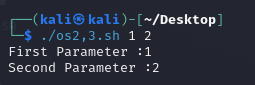 ┌──(kali㉿kali)-[~/Desktop]
└─$ ./os2,3.sh 1 2
First Parameter :1
Second Parameter :2